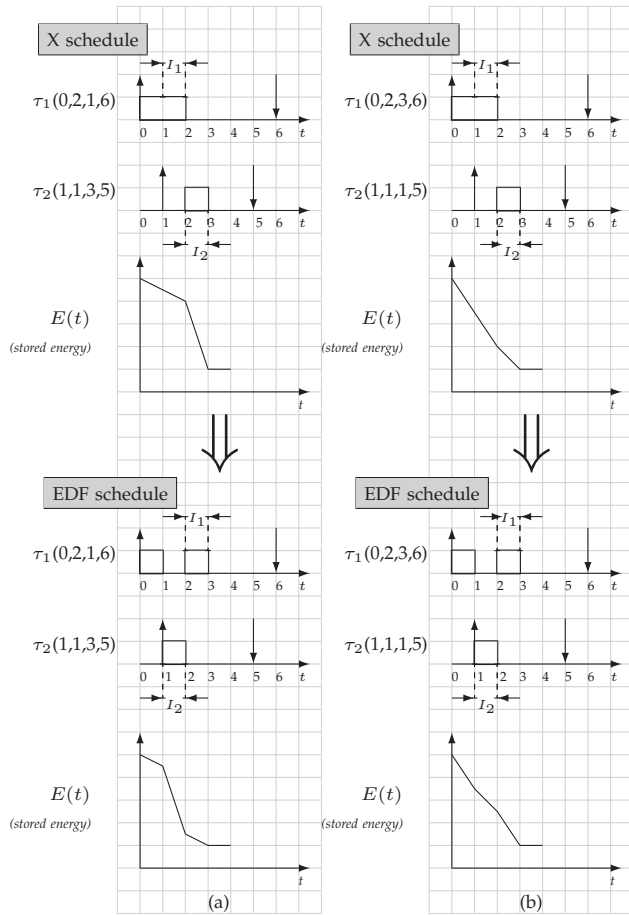 X schedule
I₁
τ₁(0,2,1,6)
0 1 2 3 4 5 6 t
τ₂(1,1,3,5)
0 1 2 3 4 5 6 t
I₂
E(t)
(stored energy)
t
EDF schedule
I₁
τ₁(0,2,1,6)
0 1 2 3 4 5 6 t
τ₂(1,1,3,5)
0 1 2 3 4 5 6 t
I₂
E(t)
(stored energy)
t
(a)
X schedule
I₁
τ₁(0,2,3,6)
0 1 2 3 4 5 6 t
τ₂(1,1,1,5)
0 1 2 3 4 5 6 t
I₂
E(t)
(stored energy)
t
EDF schedule
I₁
τ₁(0,2,3,6)
0 1 2 3 4 5 6 t
τ₂(1,1,1,5)
0 1 2 3 4 5 6 t
I₂
E(t)
(stored energy)
t
(b)